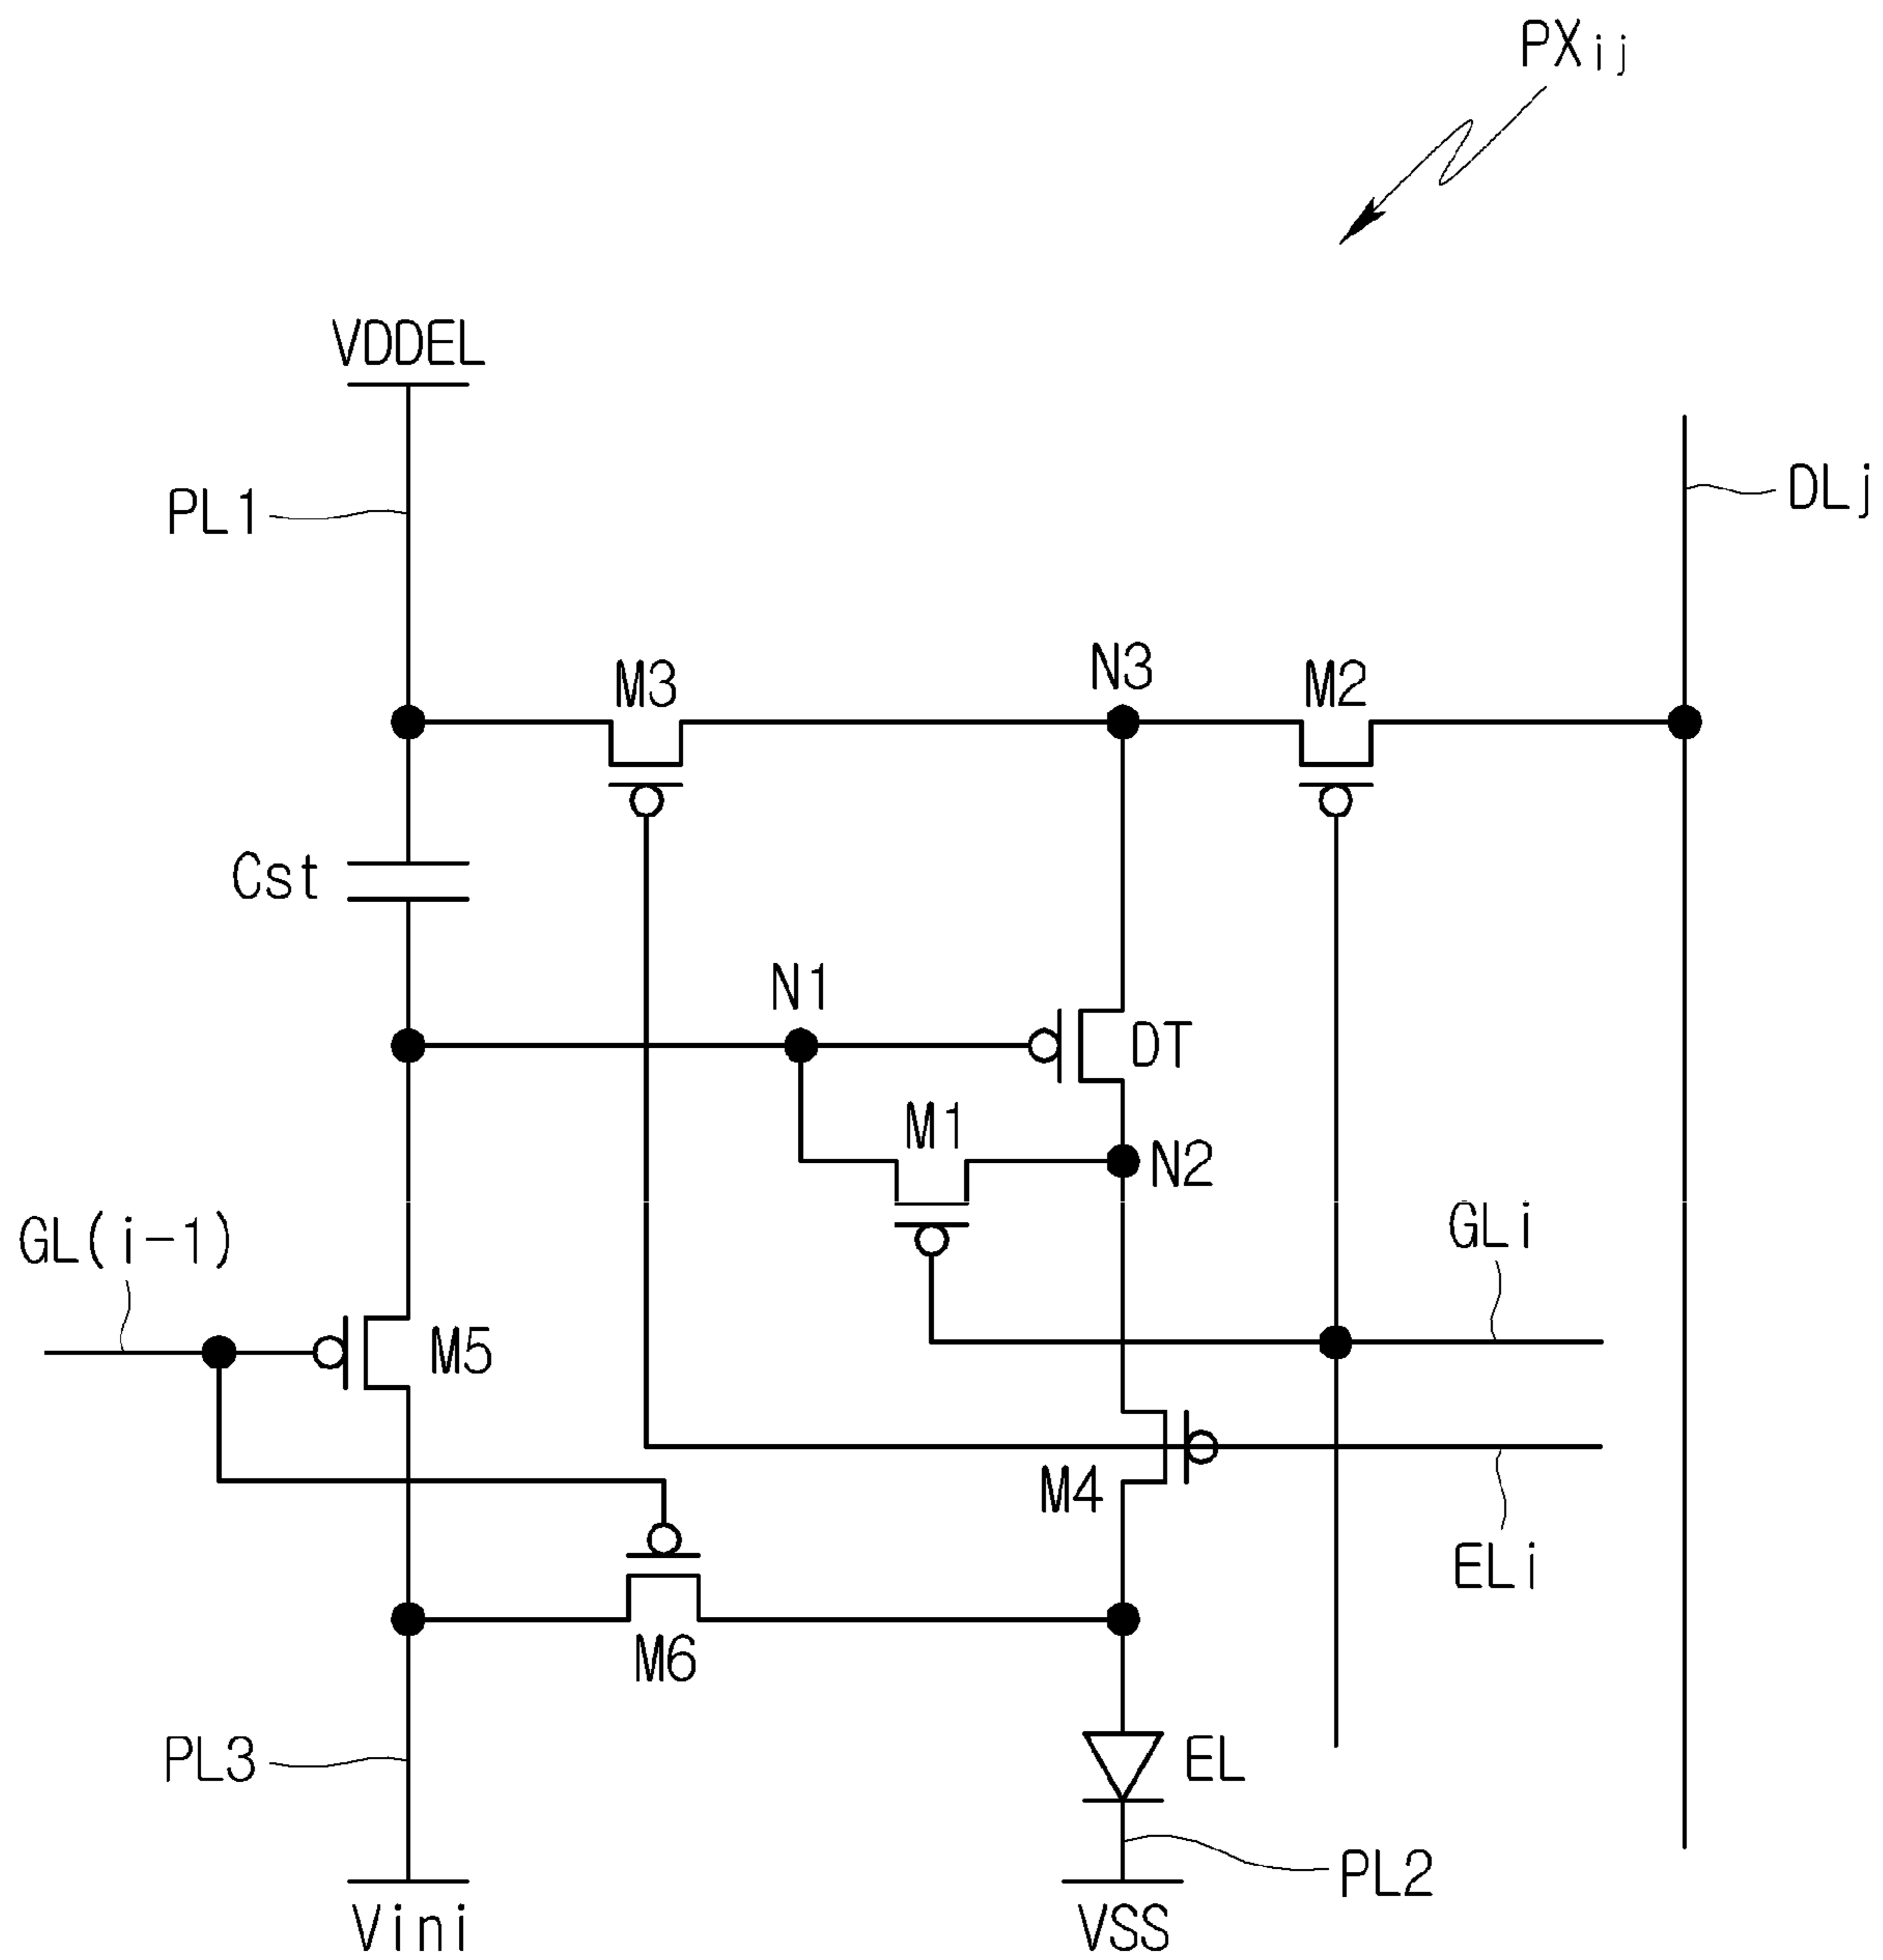 PXij
VDDEL
PL1
DLj
M3
N3
M2
Cst
N1
DT
M1
N2
GL(i-1)
GLi
M5
M4
ELi
M6
PL3
EL
PL2
Vini
VSS